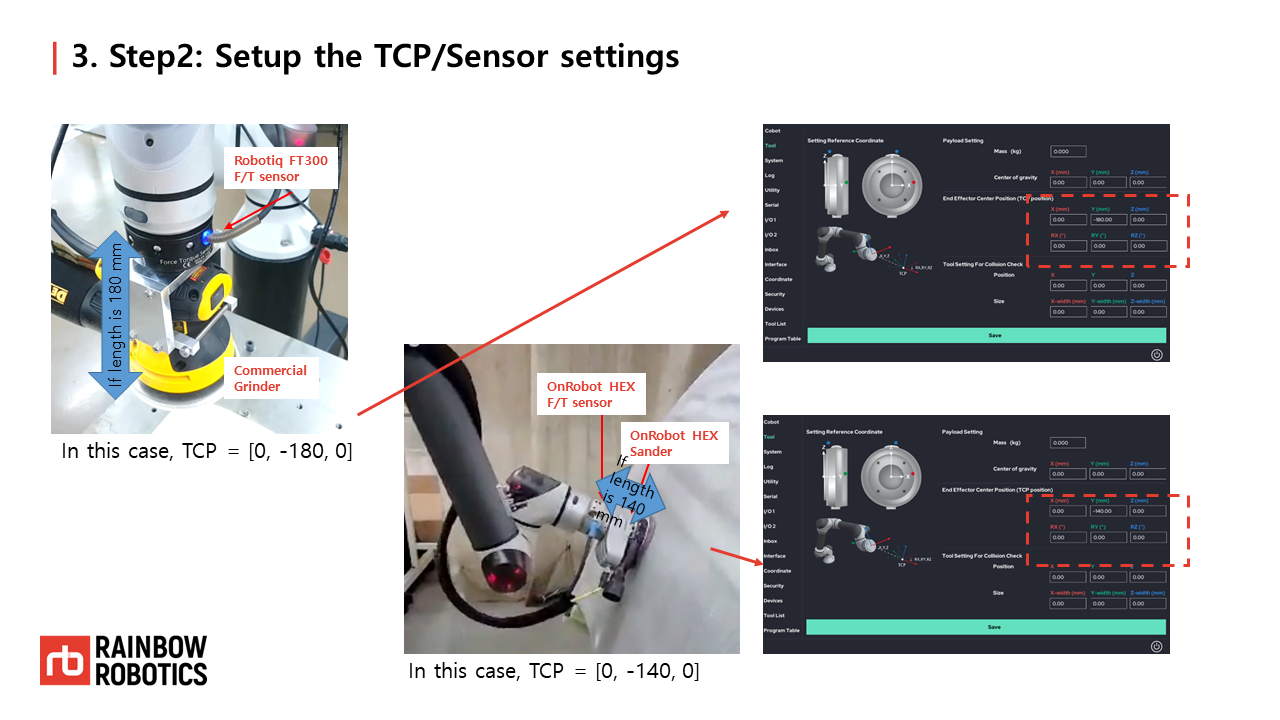 3. Step2: Setup the TCP/Sensor settings
Robotiq FT300
F/T sensor
If length is 180 mm
Force Torque
Commercial
Grinder
In this case, TCP = [0, -180, 0]
OnRobot HEX
F/T sensor
OnRobot HEX
Sander
If
length
is 140
mm
In this case, TCP = [0, -140, 0]
Cobot
Tool
System
Log
Utility
Serial
I/O 1
I/O 2
Inbox
Interface
Coordinate
Security
Devices
Tool List
Program Table
Setting Reference Coordinate
Z
Y
X
X,Y,Z
TCP
RX,RY,RZ
Payload Setting
Mass (kg) 0.000
X (mm) Y (mm) Z (mm)
Center of gravity 0.00 0.00 0.00
End Effector Center Position (TCP position)
X (mm) Y (mm) Z (mm)
0.00 -180.00 0.00
RX (°) RY (°) RZ (°)
0.00 0.00 0.00
Tool Setting For Collision Check
Position X Y Z
0.00 0.00 0.00
Size X-width (mm) Y-width (mm) Z-width (mm)
0.00 0.00 0.00
Save
Cobot
Tool
System
Log
Utility
Serial
I/O 1
I/O 2
Inbox
Interface
Coordinate
Security
Devices
Tool List
Program Table
Setting Reference Coordinate
Z
Y
X
X,Y,Z
TCP
RX,RY,RZ
Payload Setting
Mass (kg) 0.000
X (mm) Y (mm) Z (mm)
Center of gravity 0.00 0.00 0.00
End Effector Center Position (TCP position)
X (mm) Y (mm) Z (mm)
0.00 -140.00 0.00
RX (°) RY (°) RZ (°)
0.00 0.00 0.00
Tool Setting For Collision Check
Position X Y
0.00 0.00 0.00
Size X-width (mm) Y-width (mm) Z-width (mm)
0.00 0.00 0.00
Save
rb RAINBOW
ROBOTICS